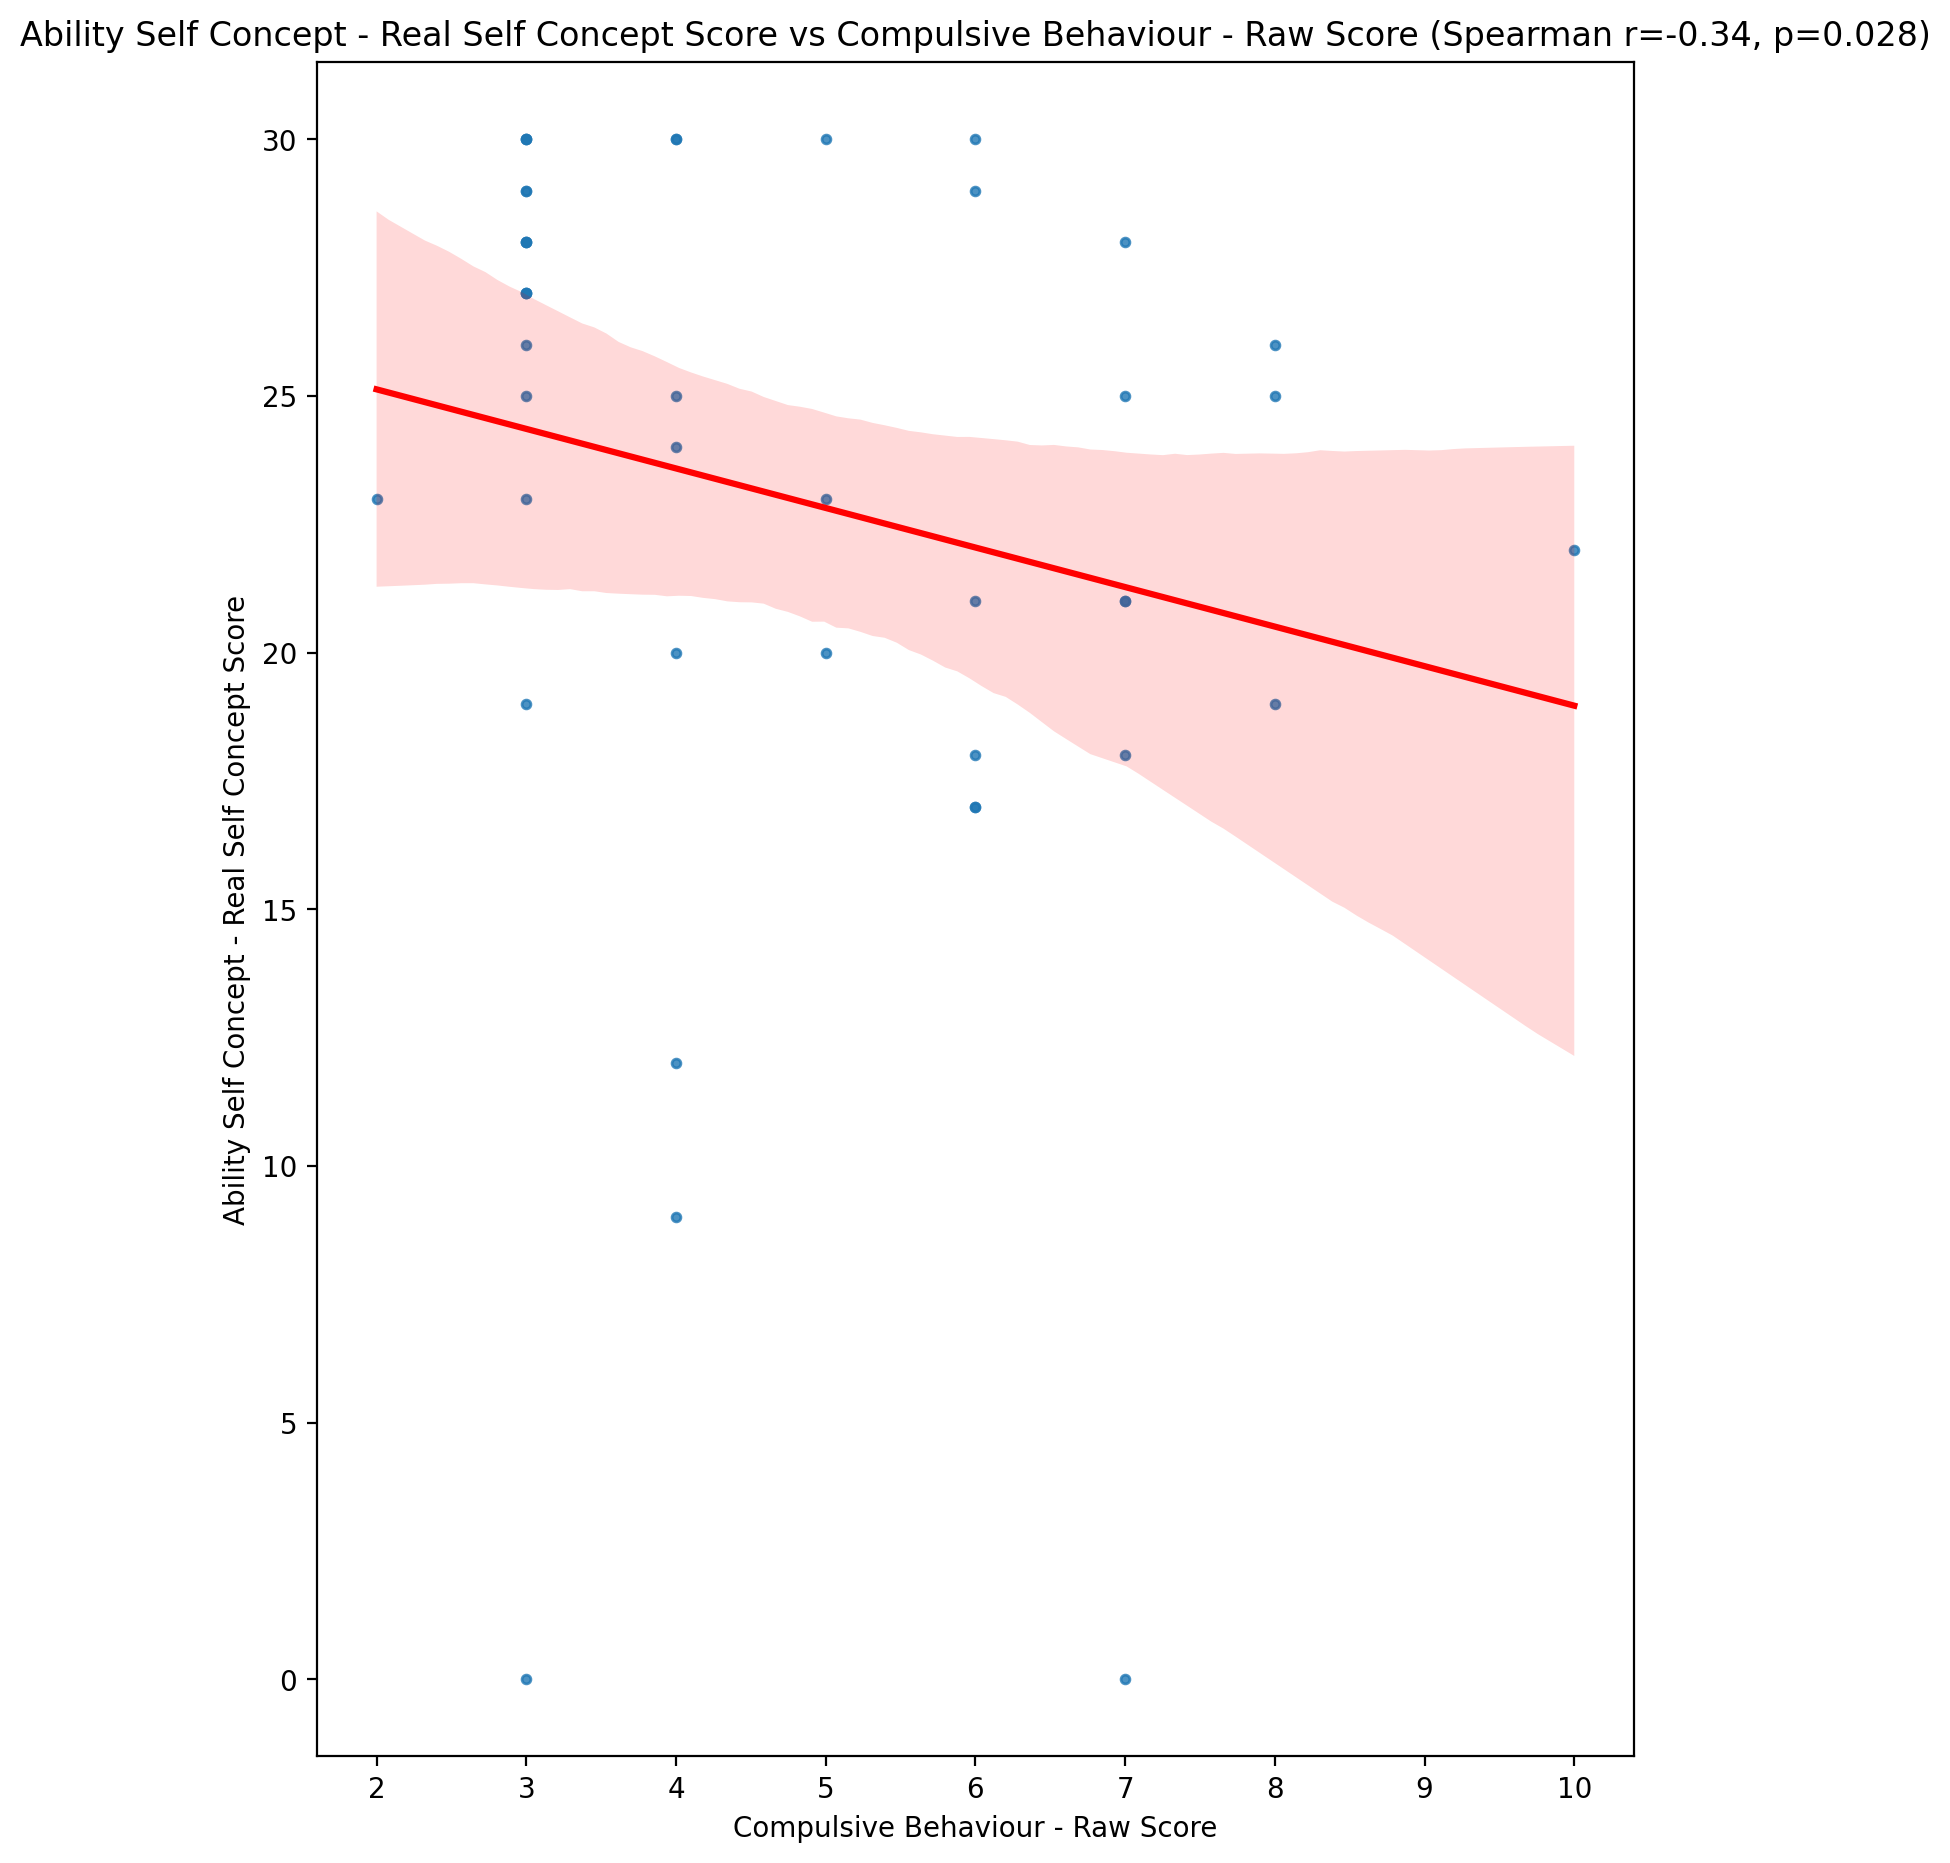 Ability Self Concept - Real Self Concept Score vs Compulsive Behaviour - Raw Score (Spearman r=-0.34, p=0.028)
Ability Self Concept - Real Self Concept Score
30
25
20
15
10
5
0
2 3 4 5 6 7 8 9 10
Compulsive Behaviour - Raw Score